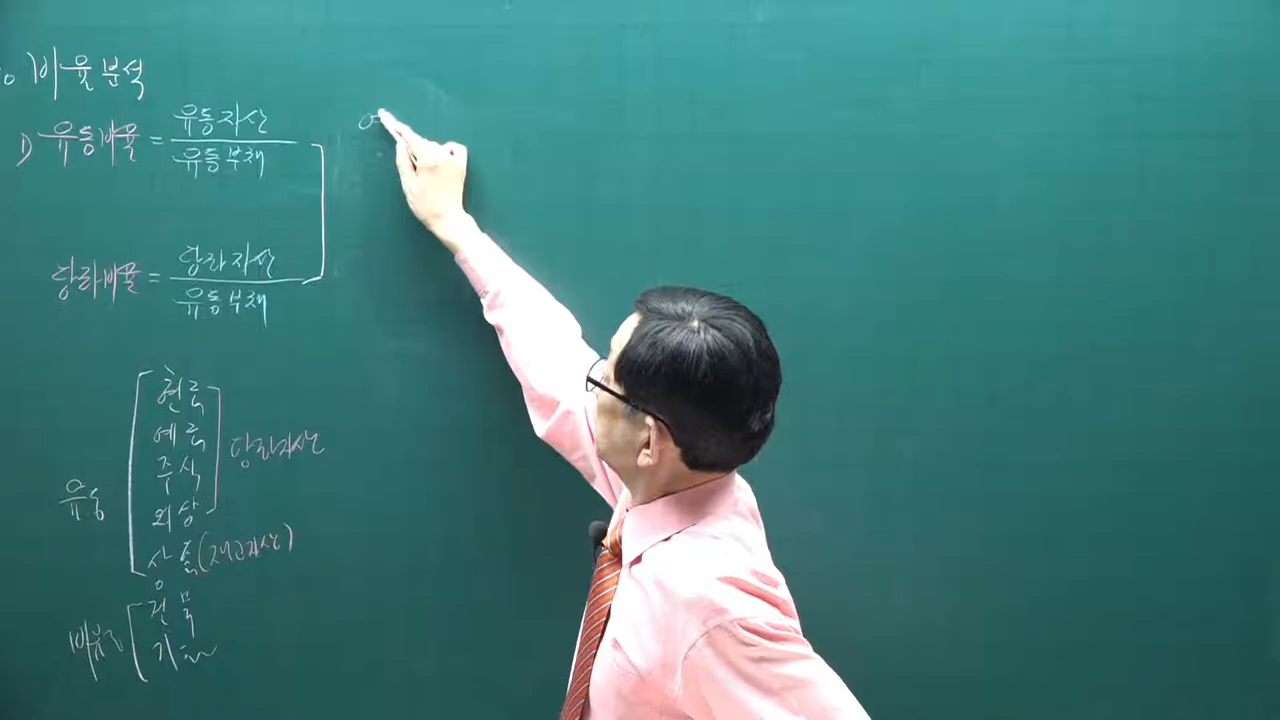 비율분석
1) 유동비율 = 유동자산
유동부채
당좌비율 = 당좌자산
유동부채
현금
예금
주식 당좌자산
유동
외상
상품(재고자산)
건물
비유동
기계